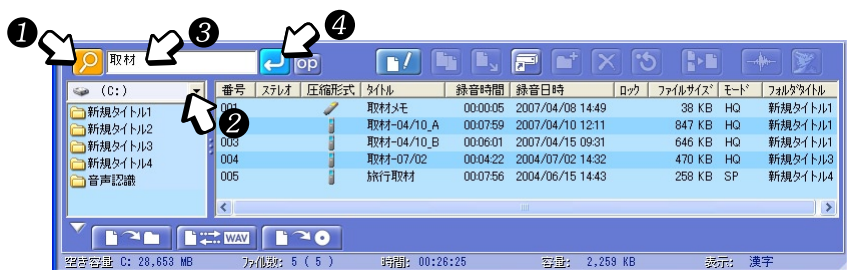 ❶ ❸ ❹
取材 op
(C:) ❷
番号 ステレオ 圧縮形式 タイトル 録音時間 録音日時 ロック ファイルサイズ モード フォルダタイトル
新規タイトル1
新規タイトル2
新規タイトル3
新規タイトル4
音声認識
001 取材メモ 00:00:05 2007/04/08 14:49 38 KB HQ 新規タイトル1
取材-04/10_A 00:07:59 2007/04/10 12:11 847 KB HQ 新規タイトル1
003 取材-04/10_B 00:06:01 2007/04/15 09:31 646 KB HQ 新規タイトル1
004 取材-07/02 00:04:22 2004/07/02 14:32 470 KB HQ 新規タイトル3
005 旅行取材 00:07:56 2004/06/15 14:43 258 KB SP 新規タイトル4
WAV
空き容量 C: 28,653 MB ファイル数: 5 ( 5 ) 時間: 00:26:25 容量: 2,259 KB 表示: 漢字